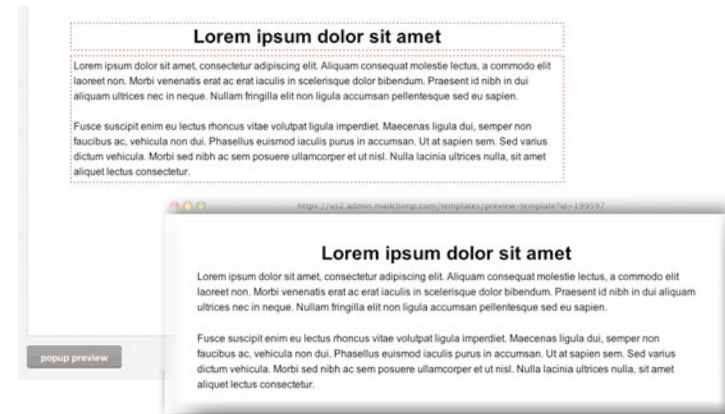 Lorem ipsum dolor sit amet
Lorem ipsum dolor sit amet, consectetur adipiscing elit. Aliquam consequat molestie lectus, a commodo elit
laoreet non. Morbi venenatis erat ac erat iaculis in scelerisque dolor bibendum. Praesent id nibh in dui
aliquam ultrices nec in neque. Nullam fringilla elit non ligula accumsan pellentesque sed eu sapien.
Fusce suscipit enim eu lectus rhoncus vitae volutpat ligula imperdiet. Maecenas ligula dui, semper non
faucibus ac, vehicula non dui. Phasellus euismod iaculis purus in accumsan. Ut at sapien sem. Sed varius
dictum vehicula. Morbi sed nibh ac sem posuere ullamcorper et ut nisl. Nulla lacinia ultrices nulla, sit amet
aliquet lectus consectetur.
https://us2.admin.mailchimp.com/templates/preview-template?id=199597
Lorem ipsum dolor sit amet
Lorem ipsum dolor sit amet, consectetur adipiscing elit. Aliquam consequat molestie lectus, a commodo elit
laoreet non. Morbi venenatis erat ac erat iaculis in scelerisque dolor bibendum. Praesent id nibh in dui aliquam
ultrices nec in neque. Nullam fringilla elit non ligula accumsan pellentesque sed eu sapien.
Fusce suscipit enim eu lectus rhoncus vitae volutpat ligula imperdiet. Maecenas ligula dui, semper non
faucibus ac, vehicula non dui. Phasellus euismod iaculis purus in accumsan. Ut at sapien sem. Sed varius
dictum vehicula. Morbi sed nibh ac sem posuere ullamcorper et ut nisl. Nulla lacinia ultrices nulla, sit amet
aliquet lectus consectetur.
popup preview